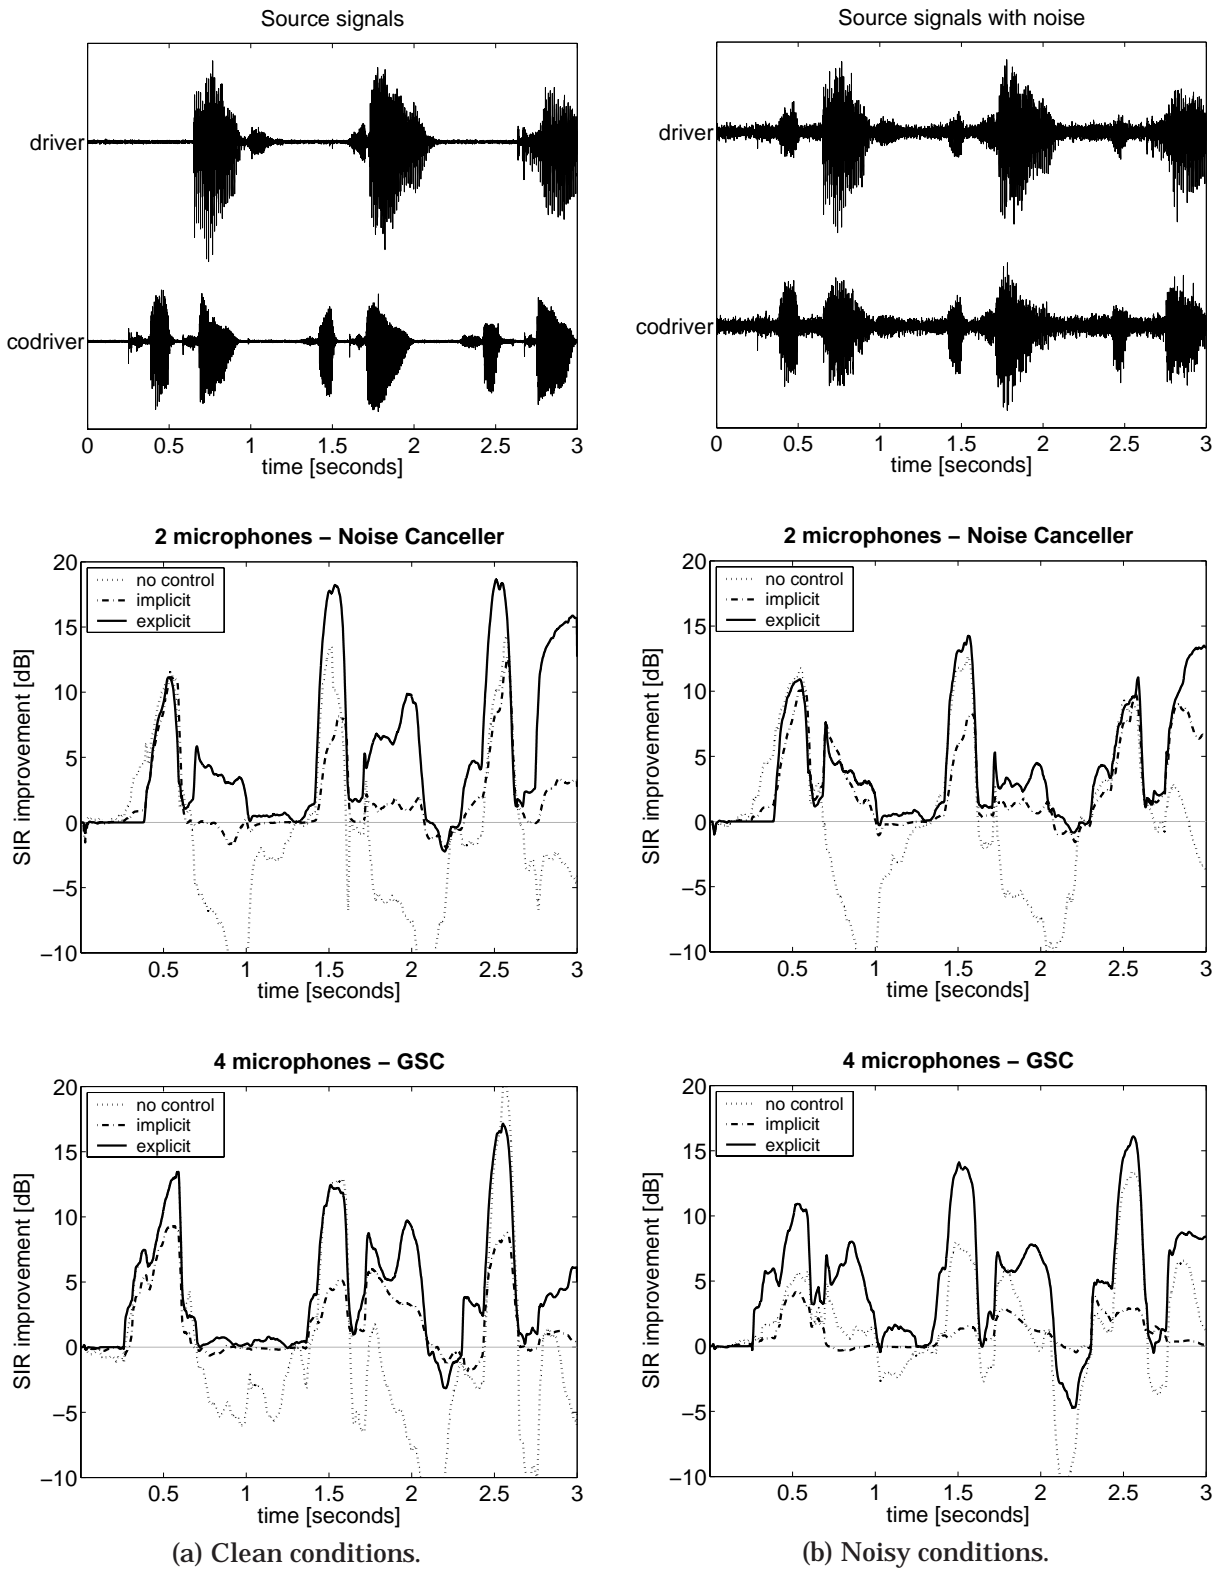 Source signals
driver
codriver
0 0.5 1 1.5 2 2.5 3
time [seconds]
Source signals with noise
driver
codriver
0 0.5 1 1.5 2 2.5 3
time [seconds]
2 microphones – Noise Canceller
no control
implicit
explicit
SIR improvement [dB]
20
15
10
5
0
−5
−10
0.5 1 1.5 2 2.5 3
time [seconds]
2 microphones – Noise Canceller
no control
implicit
explicit
SIR improvement [dB]
20
15
10
5
0
−5
−10
0.5 1 1.5 2 2.5 3
time [seconds]
4 microphones – GSC
no control
implicit
explicit
SIR improvement [dB]
20
15
10
5
0
−5
−10
0.5 1 1.5 2 2.5 3
time [seconds]
(a) Clean conditions.
4 microphones – GSC
no control
implicit
explicit
SIR improvement [dB]
20
15
10
5
0
−5
−10
0.5 1 1.5 2 2.5 3
time [seconds]
(b) Noisy conditions.